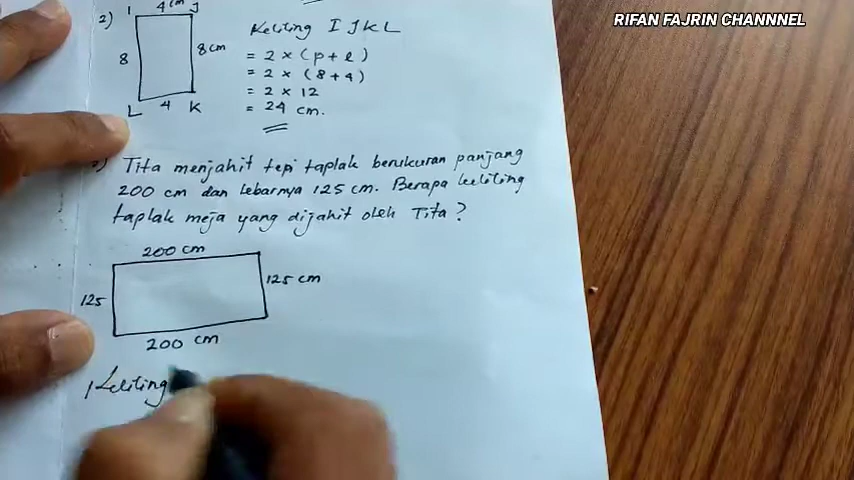 RIFAN FAJRIN CHANNNEL
2) I 4 cm J
8
8 cm
L 4 K
Keliling IJKL
= 2 × (p+l)
= 2 × (8+4)
= 2 × 12
= 24 cm.
Tita menjahit tepi taplak berukuran panjang
200 cm dan lebarnya 125 cm. Berapa keliling
taplak meja yang dijahit oleh Tita?
200 cm
125
125 cm
200 cm
Keliling